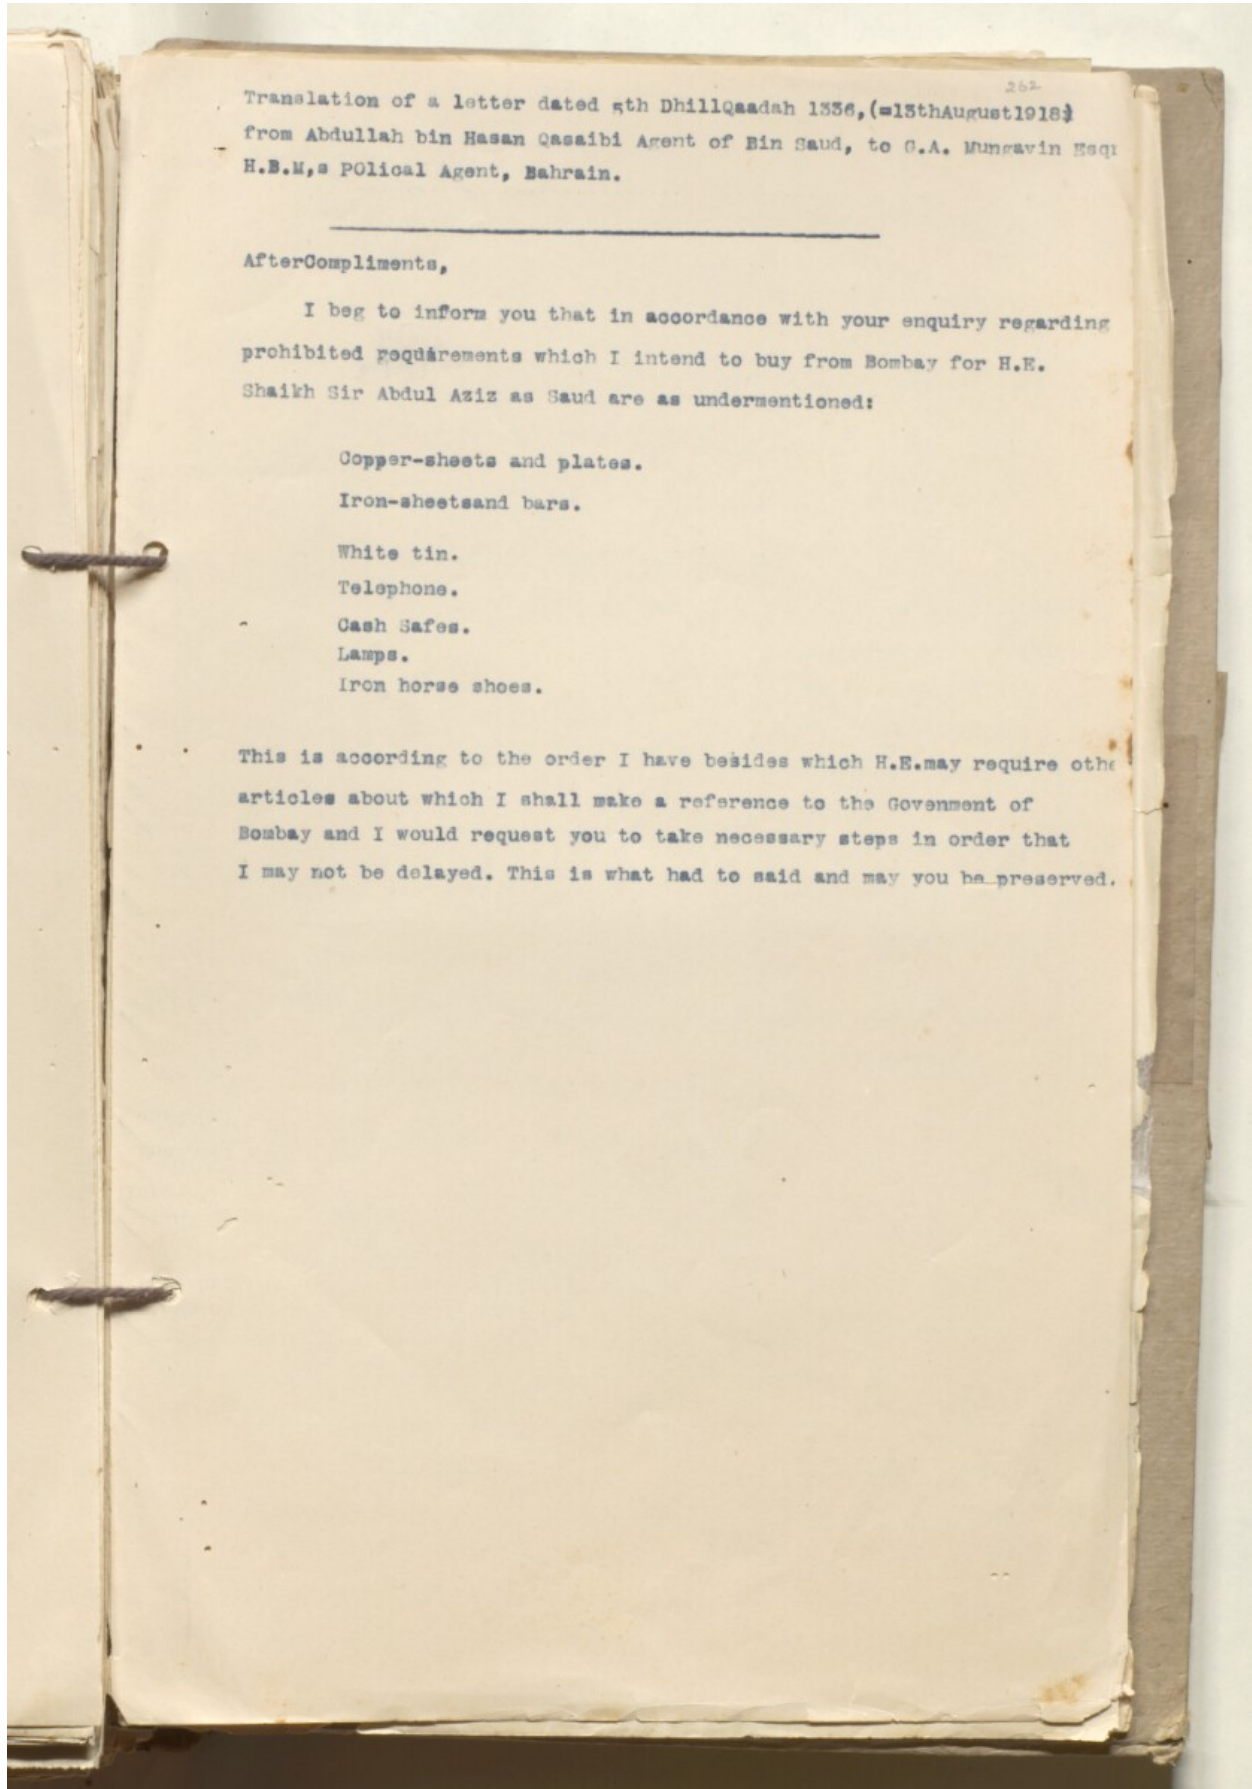 262
Translation of a letter dated 5th DhillQaadah 1336,(=13thAugust1918)
from Abdullah bin Hasan Qasaibi Agent of Bin Saud, to G.A. Mungavin Esqr
H.B.M,s POlical Agent, Bahrain.
AfterCompliments,
I beg to inform you that in accordance with your enquiry regarding
prohibited requirements which I intend to buy from Bombay for H.E.
Shaikh Sir Abdul Aziz as Saud are as undermentioned:
Copper-sheets and plates.
Iron-sheetsand bars.
White tin.
Telephone.
Cash Safes.
Lamps.
Iron horse shoes.
This is according to the order I have besides which H.E.may require othe
articles about which I shall make a reference to the Govenment of
Bombay and I would request you to take necessary steps in order that
I may not be delayed. This is what had to said and may you be preserved.